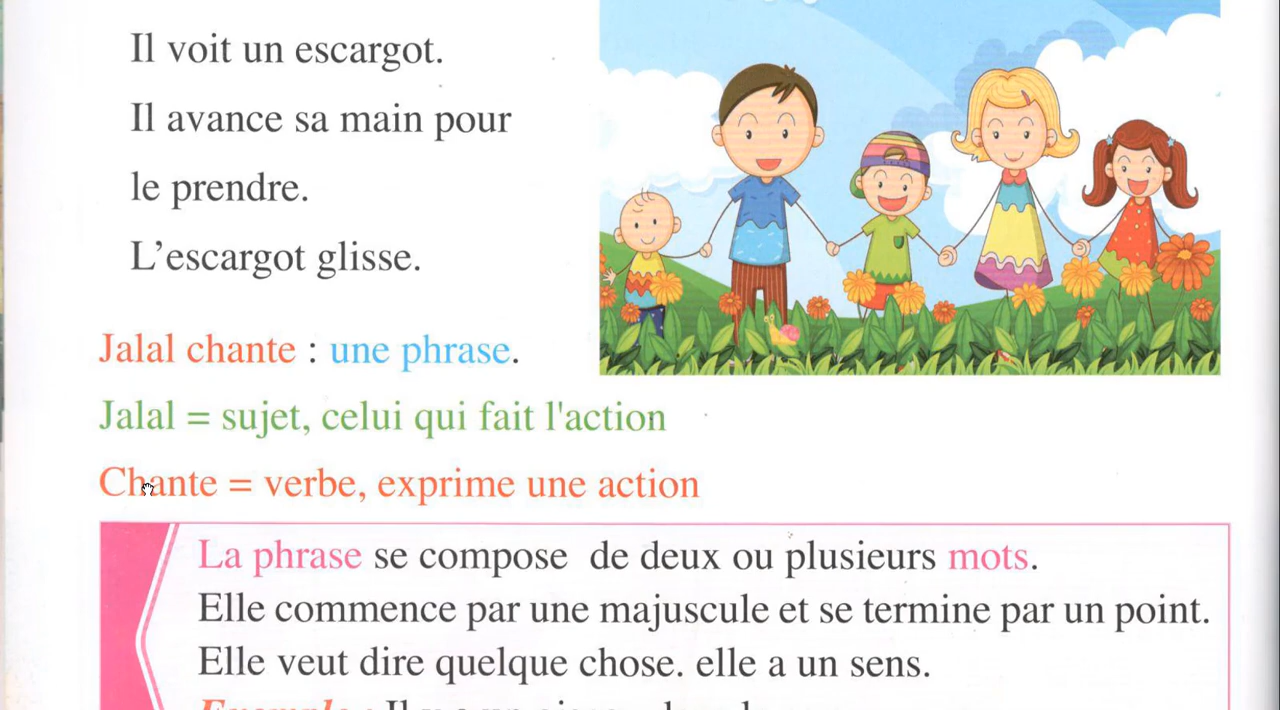 Il voit un escargot.
Il avance sa main pour
le prendre.
L’escargot glisse.
Jalal chante : une phrase.
Jalal = sujet, celui qui fait l'action
Chante = verbe, exprime une action
La phrase se compose de deux ou plusieurs mots.
Elle commence par une majuscule et se termine par un point.
Elle veut dire quelque chose. elle a un sens.